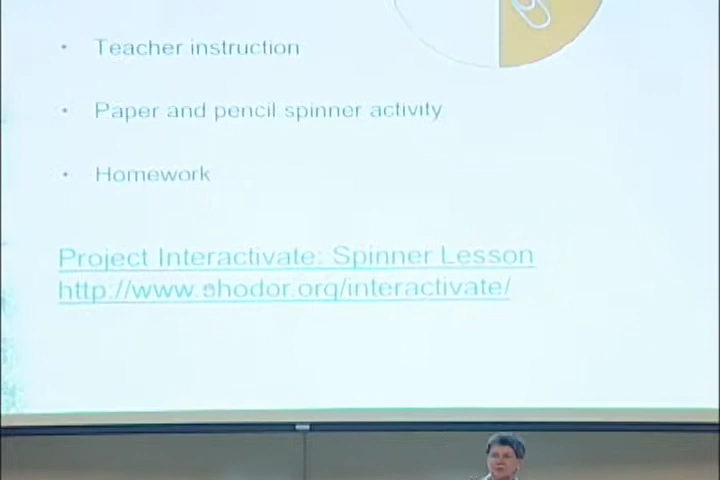 • Teacher instruction
• Paper and pencil spinner activity
• Homework
Project Interactivate: Spinner Lesson
http://www.shodor.org/interactivate/